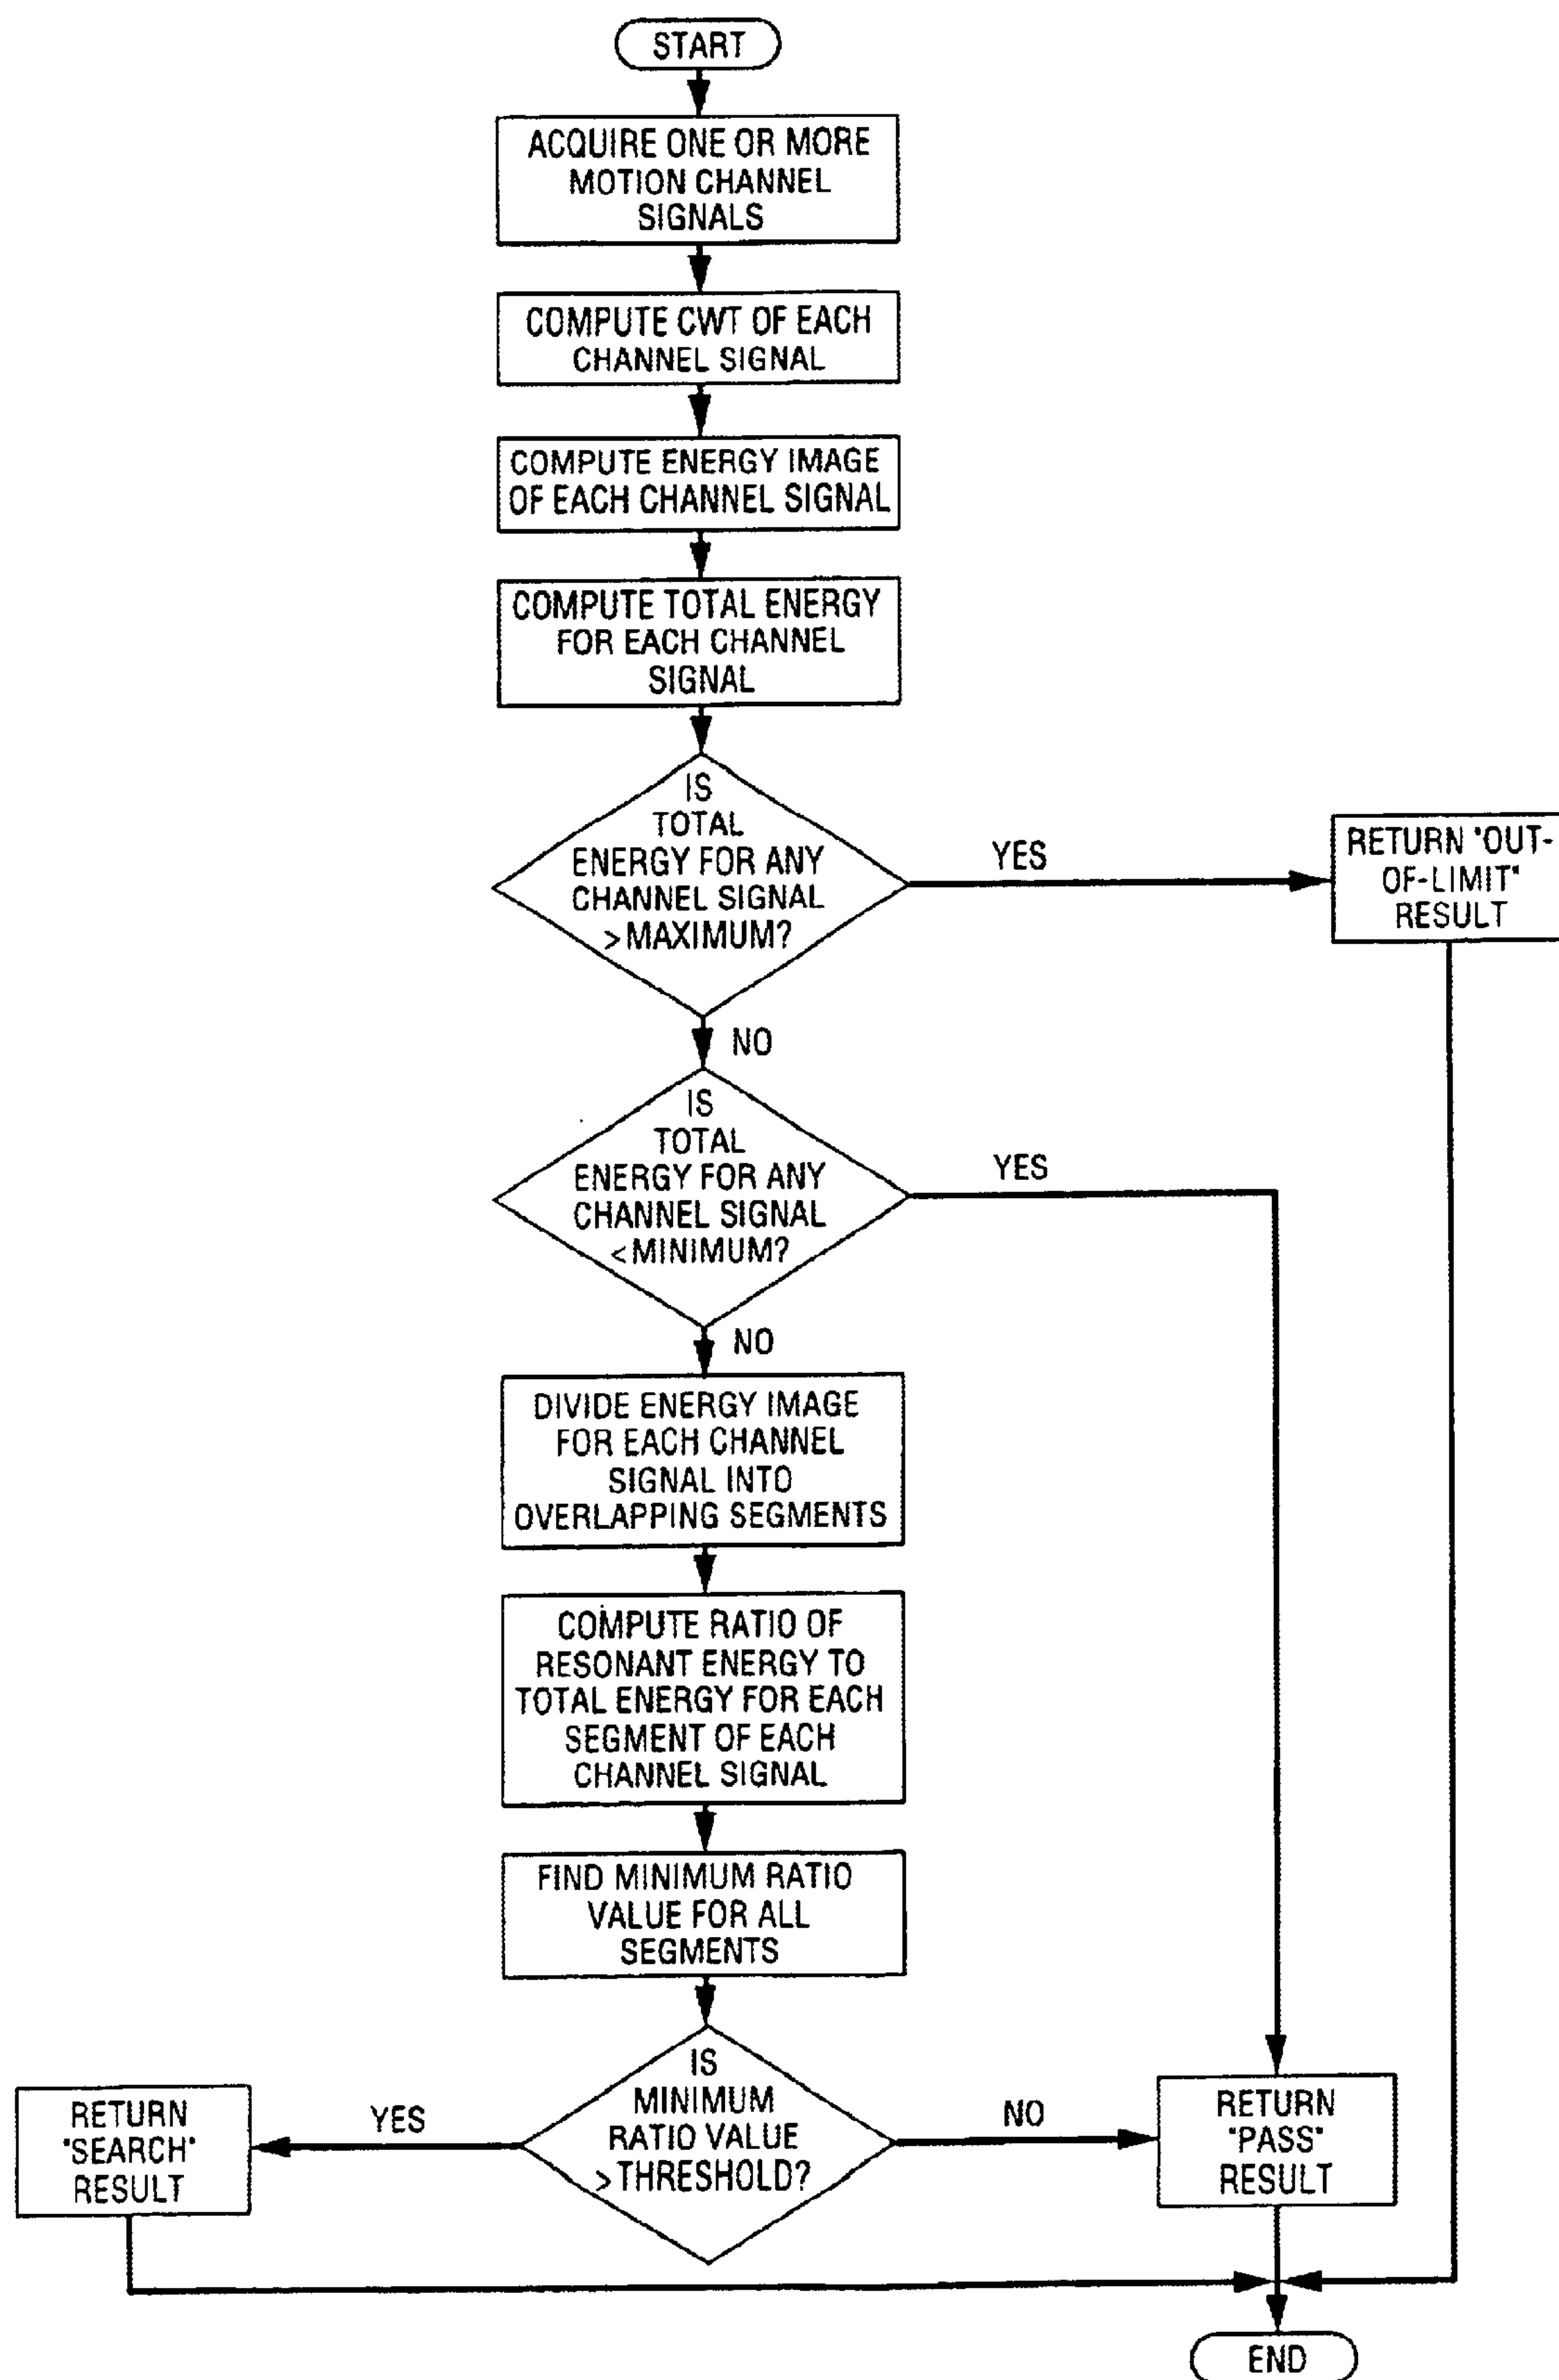 START
ACQUIRE ONE OR MORE
MOTION CHANNEL
SIGNALS
COMPUTE CWT OF EACH
CHANNEL SIGNAL
COMPUTE ENERGY IMAGE
OF EACH CHANNEL SIGNAL
COMPUTE TOTAL ENERGY
FOR EACH CHANNEL
SIGNAL
IS
TOTAL
ENERGY FOR ANY
CHANNEL SIGNAL
>MAXIMUM?
YES
RETURN "OUT-
OF-LIMIT"
RESULT
NO
IS
TOTAL
ENERGY FOR ANY
CHANNEL SIGNAL
<MINIMUM?
YES
NO
DIVIDE ENERGY IMAGE
FOR EACH CHANNEL
SIGNAL INTO
OVERLAPPING SEGMENTS
COMPUTE RATIO OF
RESONANT ENERGY TO
TOTAL ENERGY FOR EACH
SEGMENT OF EACH
CHANNEL SIGNAL
FIND MINIMUM RATIO
VALUE FOR ALL
SEGMENTS
IS
MINIMUM
RATIO VALUE
>THRESHOLD?
YES
RETURN
"SEARCH"
RESULT
NO
RETURN
"PASS"
RESULT
END